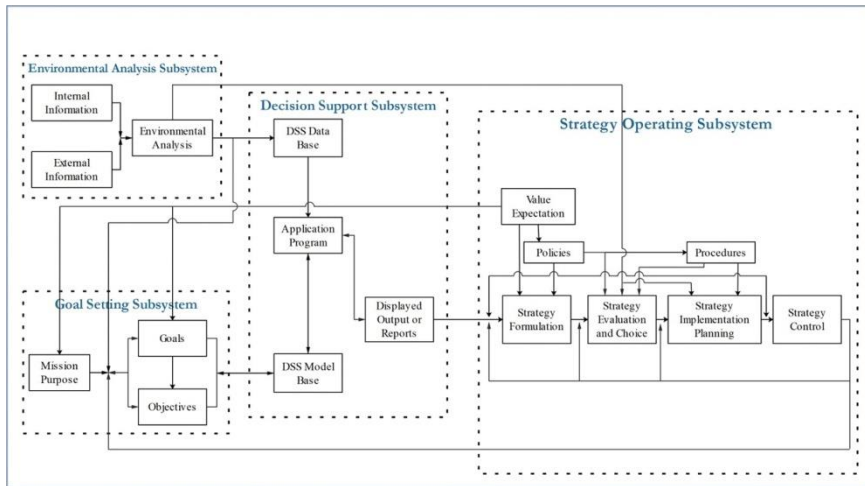 Environmental Analysis Subsystem
Internal
Information
Environmental
Analysis
External
Information
Decision Support Subsystem
DSS Data
Base
Application
Program
Displayed
Output or
Reports
DSS Model
Base
Goal Setting Subsystem
Goals
Mission
Purpose
Objectives
Strategy Operating Subsystem
Value
Expectation
Policies
Procedures
Strategy
Formulation
Strategy
Evaluation
and Choice
Strategy
Implementation
Planning
Strategy
Control